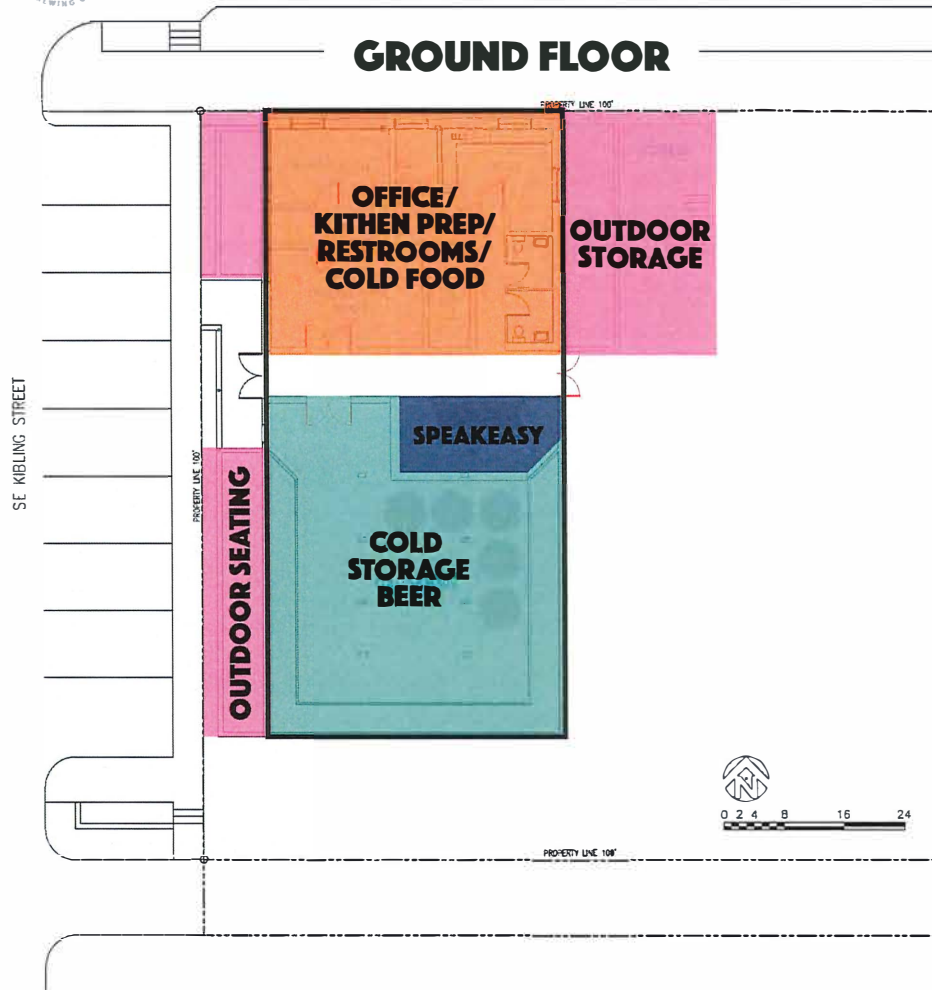 EWING
GROUND FLOOR
PROPERTY LINE 100'
OFFICE/
KITHEN PREP/
RESTROOMS/
COLD FOOD
OUTDOOR
STORAGE
SE KIBLING STREET
PROPERTY LINE 100'
SPEAKEASY
OUTDOOR SEATING
COLD
STORAGE
BEER
N
0 2 4 8 16 24
PROPERTY LINE 100'